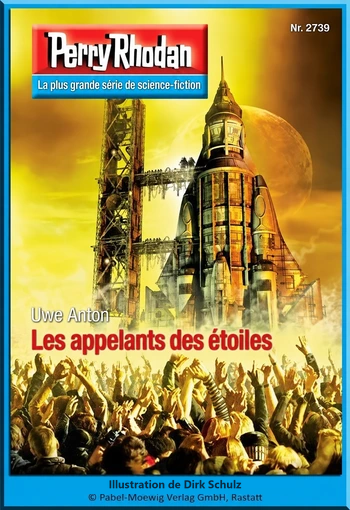 Nr. 2739
Perry Rhodan
La plus grande série de science-fiction
Uwe Anton
Les appelants des étoiles
Illustration de Dirk Schulz
© Pabel-Moewig Verlag GmbH, Rastatt